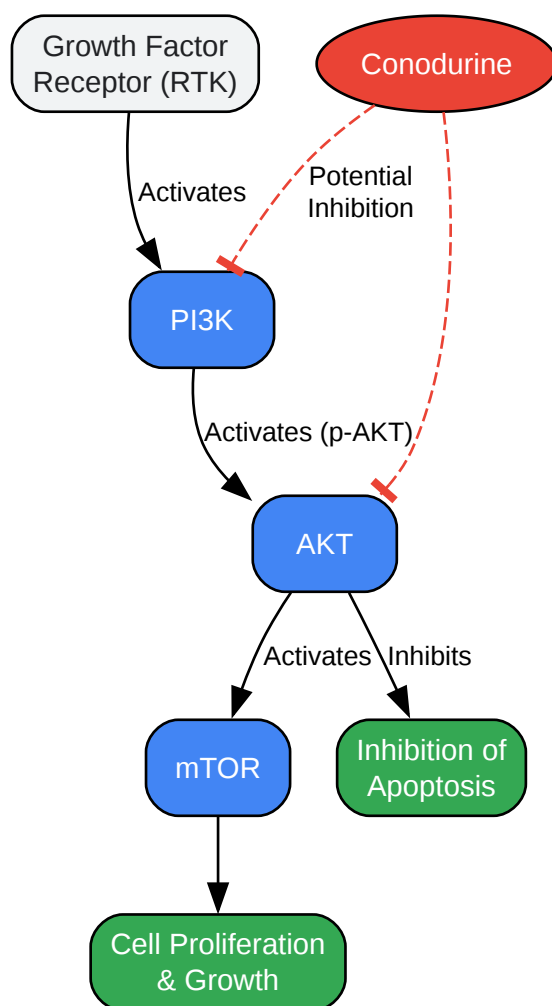 Growth Factor
Receptor (RTK)
Conodurine
Activates
Potential
Inhibition
PI3K
Activates (p-AKT)
AKT
Activates
Inhibits
mTOR
Inhibition of
Apoptosis
Cell Proliferation
& Growth